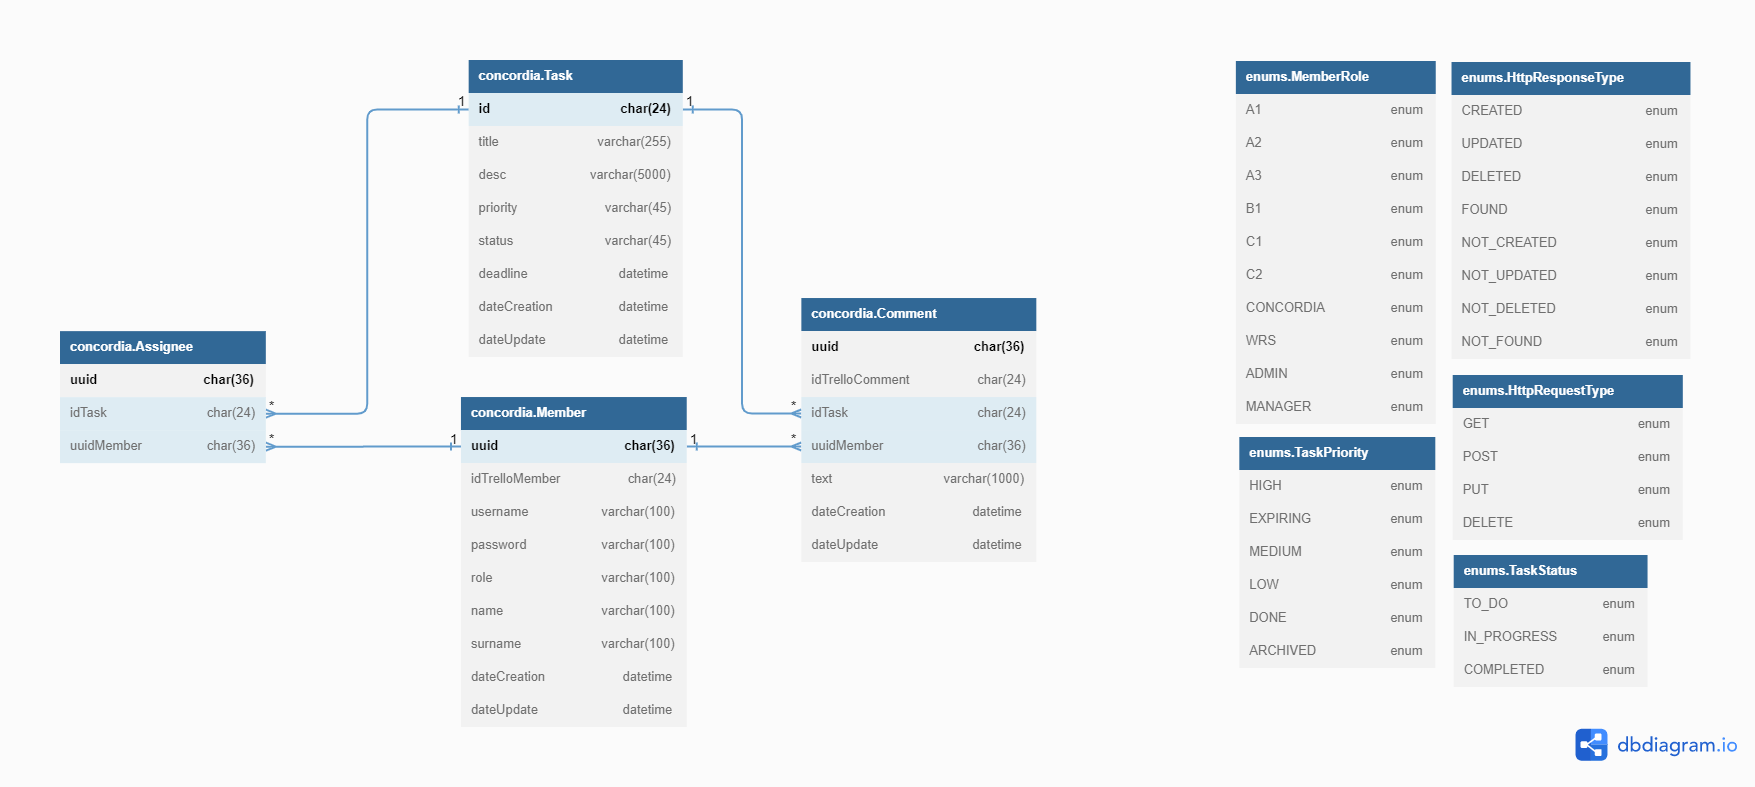 concordia.Task
1 id char(24) 1
title varchar(255)
desc varchar(5000)
priority varchar(45)
status varchar(45)
deadline datetime
dateCreation datetime
dateUpdate datetime
concordia.Assignee
uuid char(36)
idTask char(24) *
uuidMember char(36) *
concordia.Member
1 uuid char(36) 1
idTrelloMember char(24)
username varchar(100)
password varchar(100)
role varchar(100)
name varchar(100)
surname varchar(100)
dateCreation datetime
dateUpdate datetime
concordia.Comment
uuid char(36)
idTrelloComment char(24)
* idTask char(24)
* uuidMember char(36)
text varchar(1000)
dateCreation datetime
dateUpdate datetime
enums.MemberRole
A1 enum
A2 enum
A3 enum
B1 enum
C1 enum
C2 enum
CONCORDIA enum
WRS enum
ADMIN enum
MANAGER enum
enums.TaskPriority
HIGH enum
EXPIRING enum
MEDIUM enum
LOW enum
DONE enum
ARCHIVED enum
enums.HttpResponseType
CREATED enum
UPDATED enum
DELETED enum
FOUND enum
NOT_CREATED enum
NOT_UPDATED enum
NOT_DELETED enum
NOT_FOUND enum
enums.HttpRequestType
GET enum
POST enum
PUT enum
DELETE enum
enums.TaskStatus
TO_DO enum
IN_PROGRESS enum
COMPLETED enum
dbdiagram.io